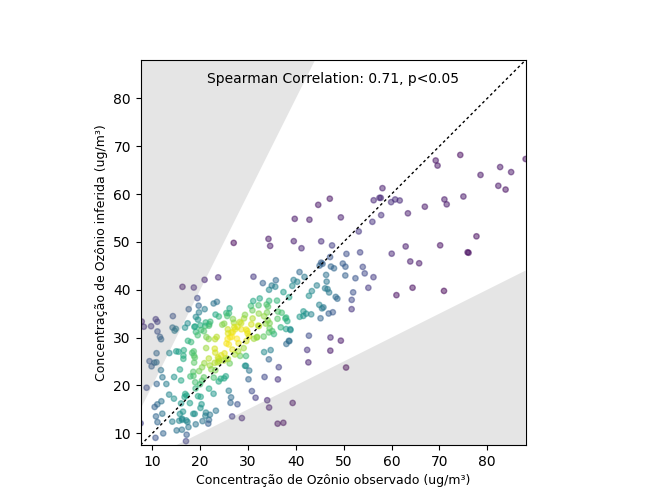 Spearman Correlation: 0.71, p<0.05
Concentração de Ozônio inferida (ug/m³)
80
70
60
50
40
30
20
10
10 20 30 40 50 60 70 80
Concentração de Ozônio observado (ug/m³)